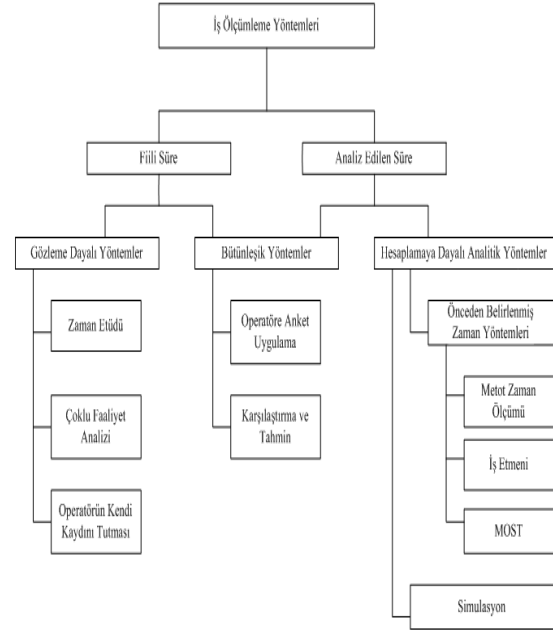 İş Ölçümleme Yöntemleri
Fiili Süre
Analiz Edilen Süre
Gözleme Dayalı Yöntemler
Bütünleşik Yöntemler
Hesaplamaya Dayalı Analitik Yöntemler
Zaman Etüdü
Çoklu Faaliyet
Analizi
Operatörün Kendi
Kaydını Tutması
Operatöre Anket
Uygulama
Karşılaştırma ve
Tahmin
Önceden Belirlenmiş
Zaman Yöntemleri
Metot Zaman
Ölçümü
İş Etmeni
MOST
Simulasyon